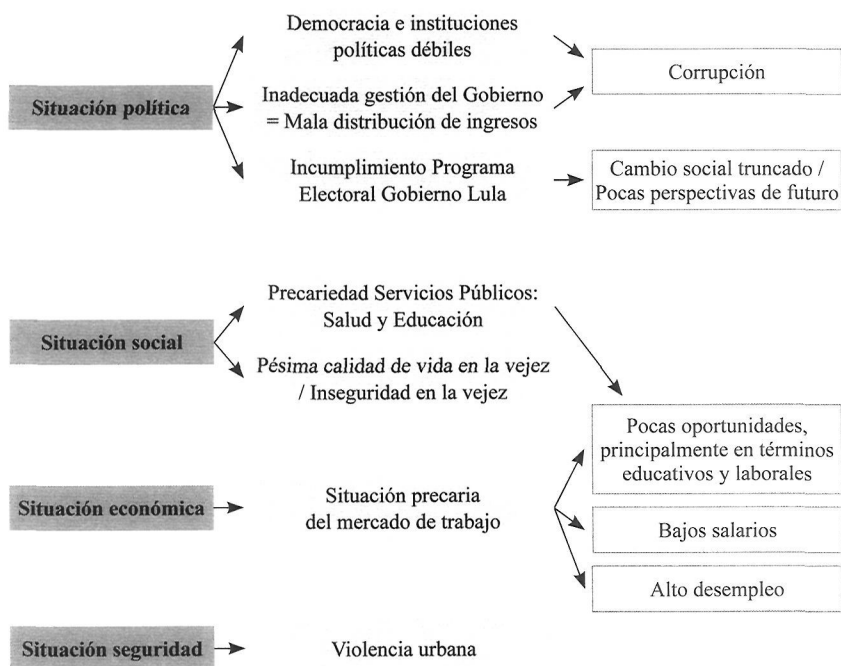 Situación política
Democracia e instituciones
políticas débiles
Inadecuada gestión del Gobierno
= Mala distribución de ingresos
Incumplimiento Programa
Electoral Gobierno Lula
Corrupción
Cambio social truncado /
Pocas perspectivas de futuro
Situación social
Precariedad Servicios Públicos:
Salud y Educación
Pésima calidad de vida en la vejez
/ Inseguridad en la vejez
Pocas oportunidades,
principalmente en términos
educativos y laborales
Situación económica
Situación precaria
del mercado de trabajo
Bajos salarios
Alto desempleo
Situación seguridad
Violencia urbana